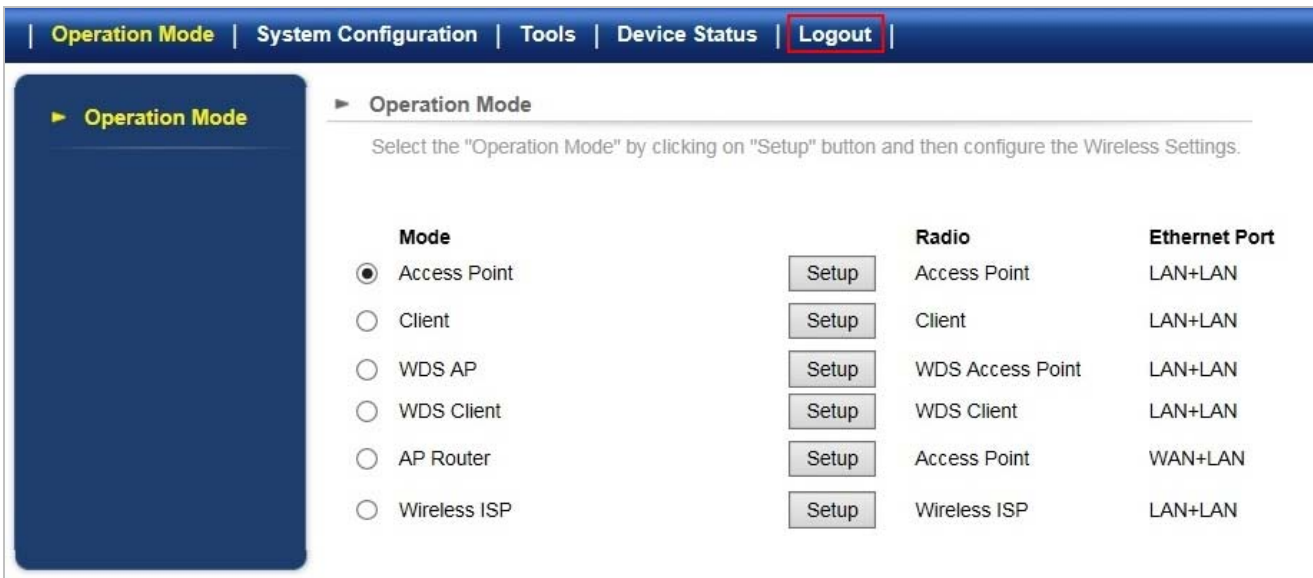 | Operation Mode | System Configuration | Tools | Device Status | Logout |
Operation Mode
Operation Mode
Select the "Operation Mode" by clicking on "Setup" button and then configure the Wireless Settings.
Mode Radio Ethernet Port
Access Point Setup Access Point LAN+LAN
Client Setup Client LAN+LAN
WDS AP Setup WDS Access Point LAN+LAN
WDS Client Setup WDS Client LAN+LAN
AP Router Setup Access Point WAN+LAN
Wireless ISP Setup Wireless ISP LAN+LAN